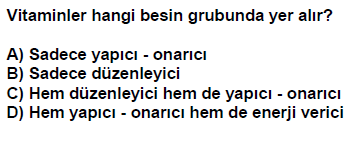 Vitaminler hangi besin grubunda yer alır?
A) Sadece yapıcı - onarıcı
B) Sadece düzenleyici
C) Hem düzenleyici hem de yapıcı - onarıcı
D) Hem yapıcı - onarıcı hem de enerji verici